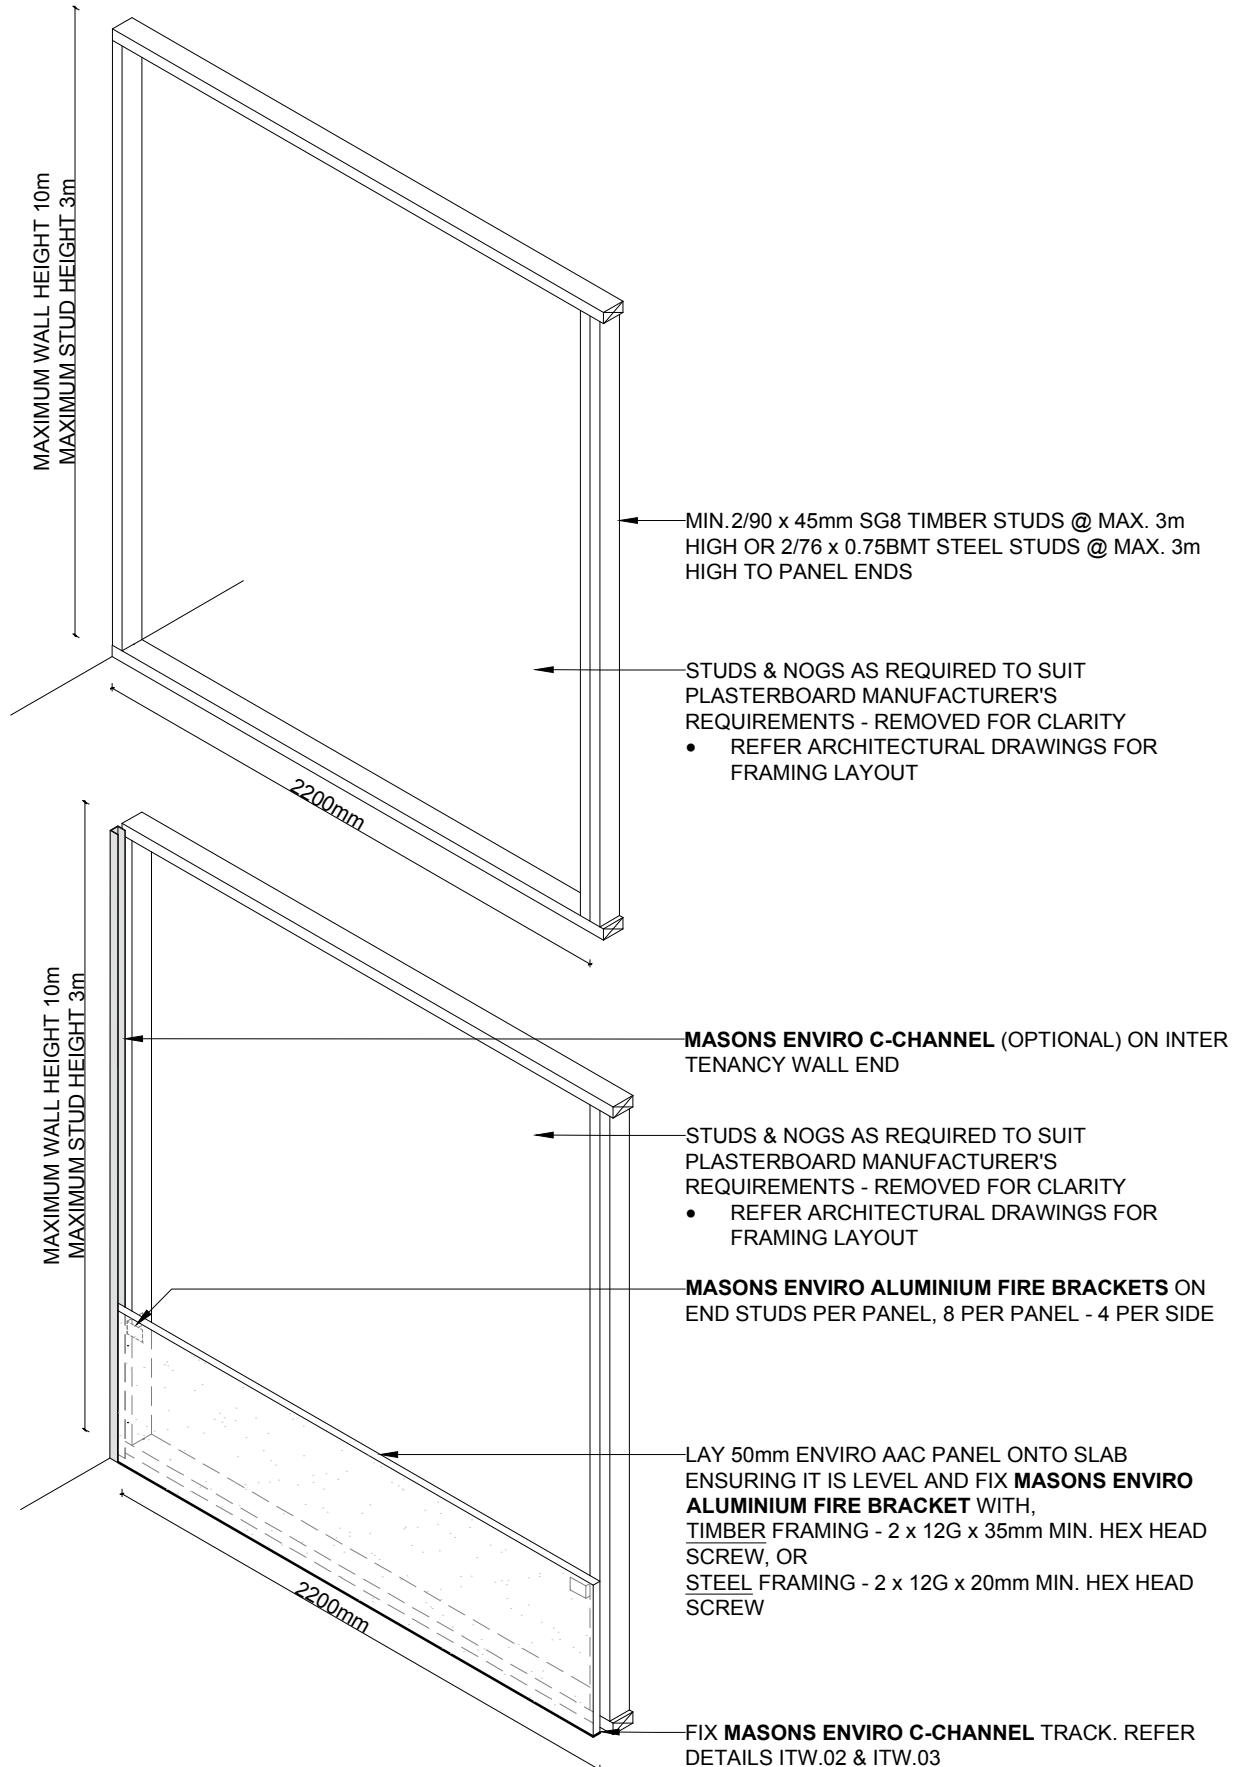 MAXIMUM WALL HEIGHT 10m
MAXIMUM STUD HEIGHT 3m
MIN.2/90 x 45mm SG8 TIMBER STUDS @ MAX. 3m
HIGH OR 2/76 x 0.75BMT STEEL STUDS @ MAX. 3m
HIGH TO PANEL ENDS
STUDS & NOGS AS REQUIRED TO SUIT
PLASTERBOARD MANUFACTURER'S
REQUIREMENTS - REMOVED FOR CLARITY
• REFER ARCHITECTURAL DRAWINGS FOR
FRAMING LAYOUT
2200mm
MAXIMUM WALL HEIGHT 10m
MAXIMUM STUD HEIGHT 3m
MASONS ENVIRO C-CHANNEL (OPTIONAL) ON INTER
TENANCY WALL END
STUDS & NOGS AS REQUIRED TO SUIT
PLASTERBOARD MANUFACTURER'S
REQUIREMENTS - REMOVED FOR CLARITY
• REFER ARCHITECTURAL DRAWINGS FOR
FRAMING LAYOUT
MASONS ENVIRO ALUMINIUM FIRE BRACKETS ON
END STUDS PER PANEL, 8 PER PANEL - 4 PER SIDE
LAY 50mm ENVIRO AAC PANEL ONTO SLAB
ENSURING IT IS LEVEL AND FIX MASONS ENVIRO
ALUMINIUM FIRE BRACKET WITH,
TIMBER FRAMING - 2 x 12G x 35mm MIN. HEX HEAD
SCREW, OR
STEEL FRAMING - 2 x 12G x 20mm MIN. HEX HEAD
SCREW
2200mm
FIX MASONS ENVIRO C-CHANNEL TRACK. REFER
DETAILS ITW.02 & ITW.03